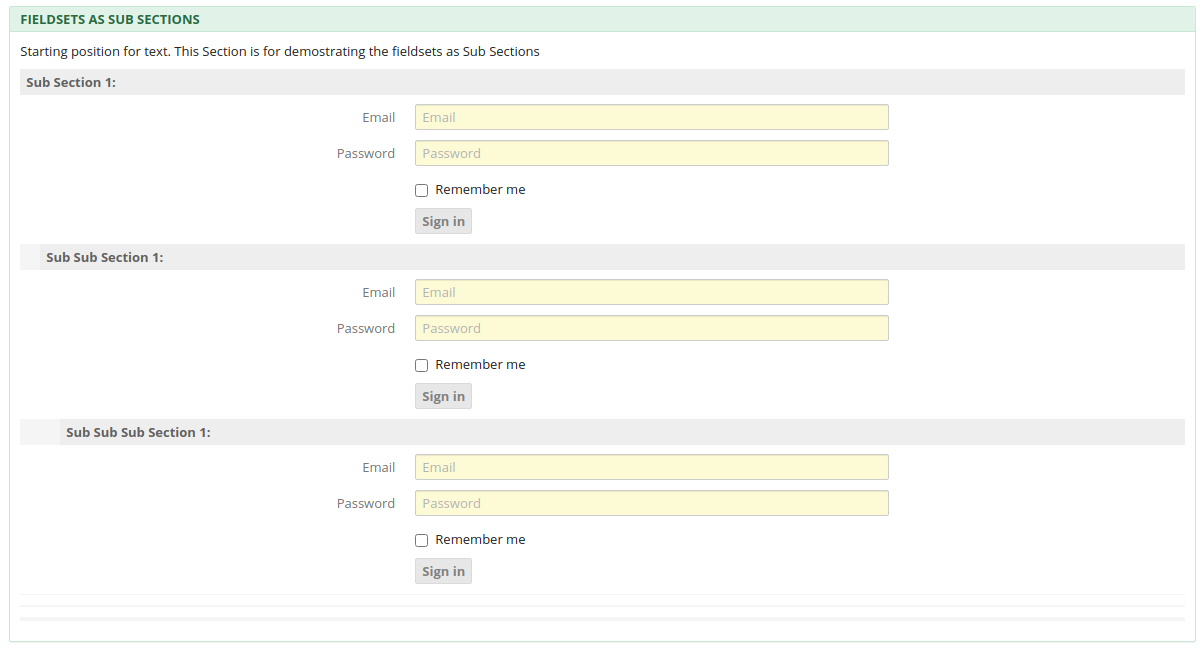 FIELDSETS AS SUB SECTIONS
Starting position for text. This Section is for demostrating the fieldsets as Sub Sections
Sub Section 1:
Email Email
Password Password
Remember me
Sign in
Sub Sub Section 1:
Email Email
Password Password
Remember me
Sign in
Sub Sub Sub Section 1:
Email Email
Password Password
Remember me
Sign in